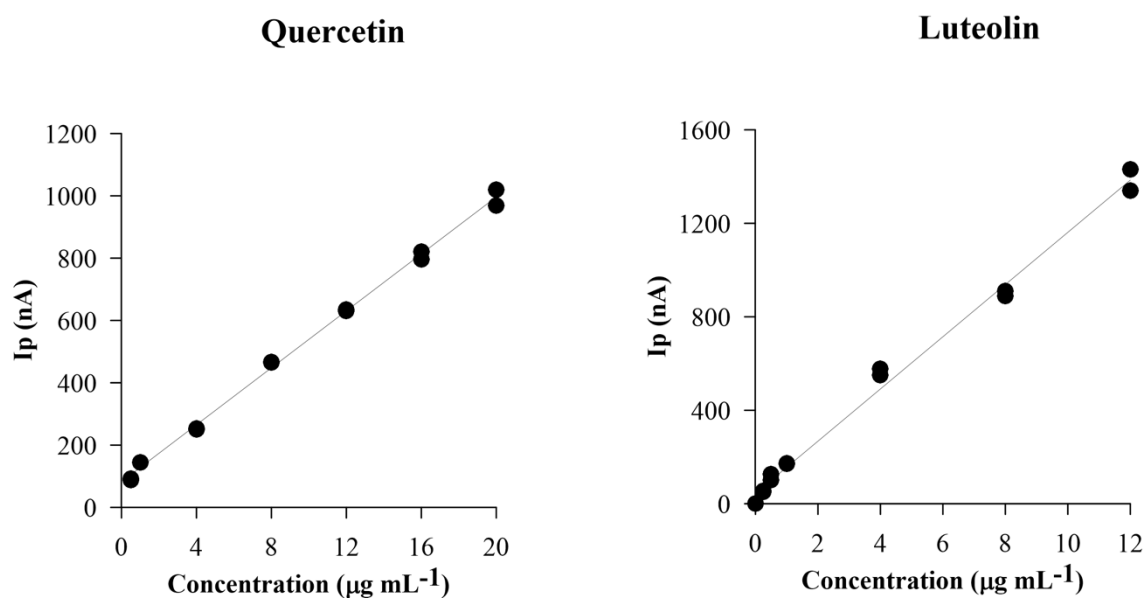 Quercetin
1200
1000
800
600
400
200
0
Ip (nA)
0 4 8 12 16 20
Concentration (µg mL-1)
Luteolin
1600
1200
800
400
0
Ip (nA)
0 2 4 6 8 10 12
Concentration (µg mL-1)